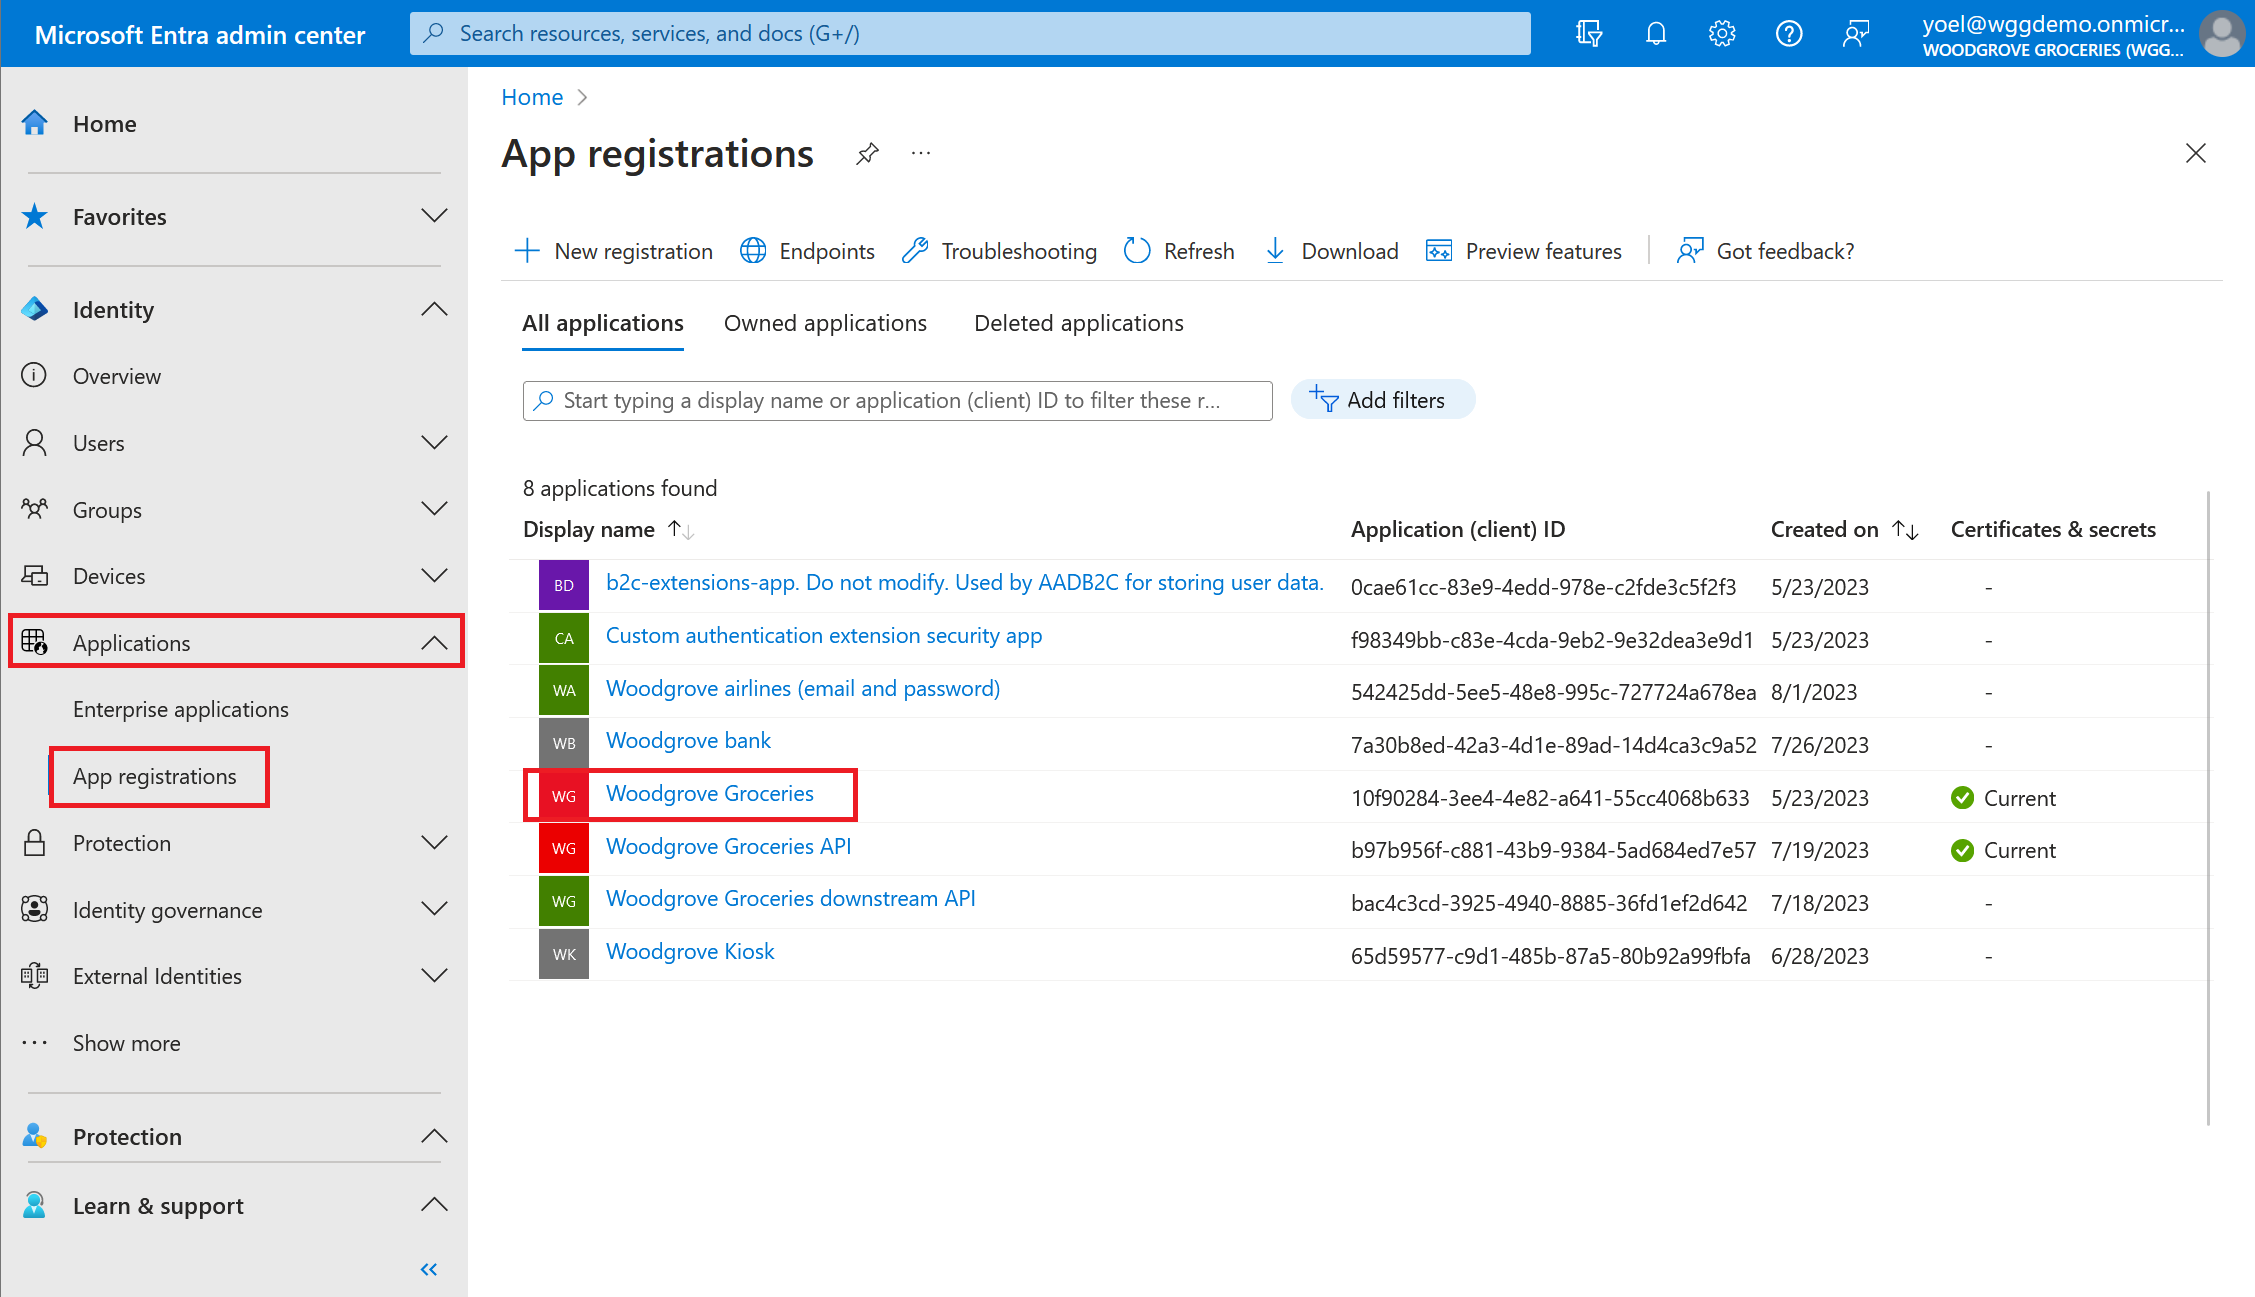 Microsoft Entra admin center
Search resources, services, and docs (G+/)
yoel@wggdemo.onmicr...
WOODGROVE GROCERIES (WGG...
Home
Favorites
Identity
Overview
Users
Groups
Devices
Applications
Enterprise applications
App registrations
Protection
Identity governance
External Identities
Show more
Protection
Learn & support
Home
App registrations
New registration
Endpoints
Troubleshooting
Refresh
Download
Preview features
Got feedback?
All applications
Owned applications
Deleted applications
Start typing a display name or application (client) ID to filter these r...
Add filters
8 applications found
Display name Application (client) ID Created on Certificates & secrets
BD b2c-extensions-app. Do not modify. Used by AADB2C for storing user data. 0cae61cc-83e9-4edd-978e-c2fde3c5f2f3 5/23/2023 -
CA Custom authentication extension security app f98349bb-c83e-4cda-9eb2-9e32dea3e9d1 5/23/2023 -
WA Woodgrove airlines (email and password) 542425dd-5ee5-48e8-995c-727724a678ea 8/1/2023 -
WB Woodgrove bank 7a30b8ed-42a3-4d1e-89ad-14d4ca3c9a52 7/26/2023 -
WG Woodgrove Groceries 10f90284-3ee4-4e82-a641-55cc4068b633 5/23/2023 Current
WG Woodgrove Groceries API b97b956f-c881-43b9-9384-5ad684ed7e57 7/19/2023 Current
WG Woodgrove Groceries downstream API bac4c3cd-3925-4940-8885-36fd1ef2d642 7/18/2023 -
WK Woodgrove Kiosk 65d59577-c9d1-485b-87a5-80b92a99fbfa 6/28/2023 -